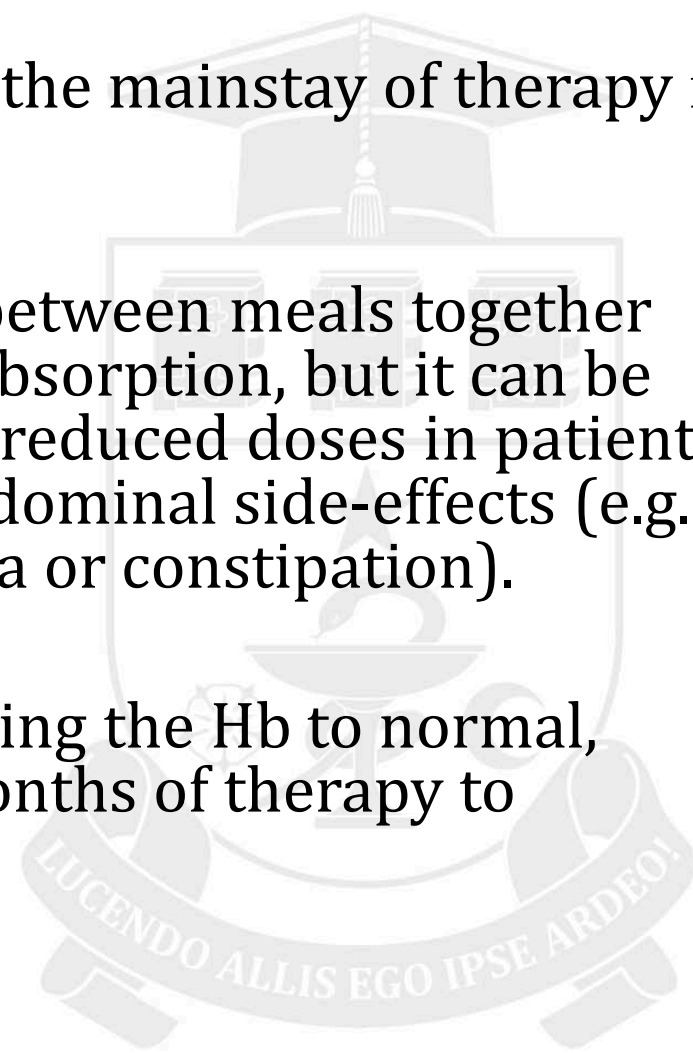 the mainstay of therapy
between meals together
bsorption, but it can be
reduced doses in patient
dominal side-effects (e.g.
a or constipation).
ing the Hb to normal,
onths of therapy to
LUCENDO ALLIS EGO IPSE ARDEO!